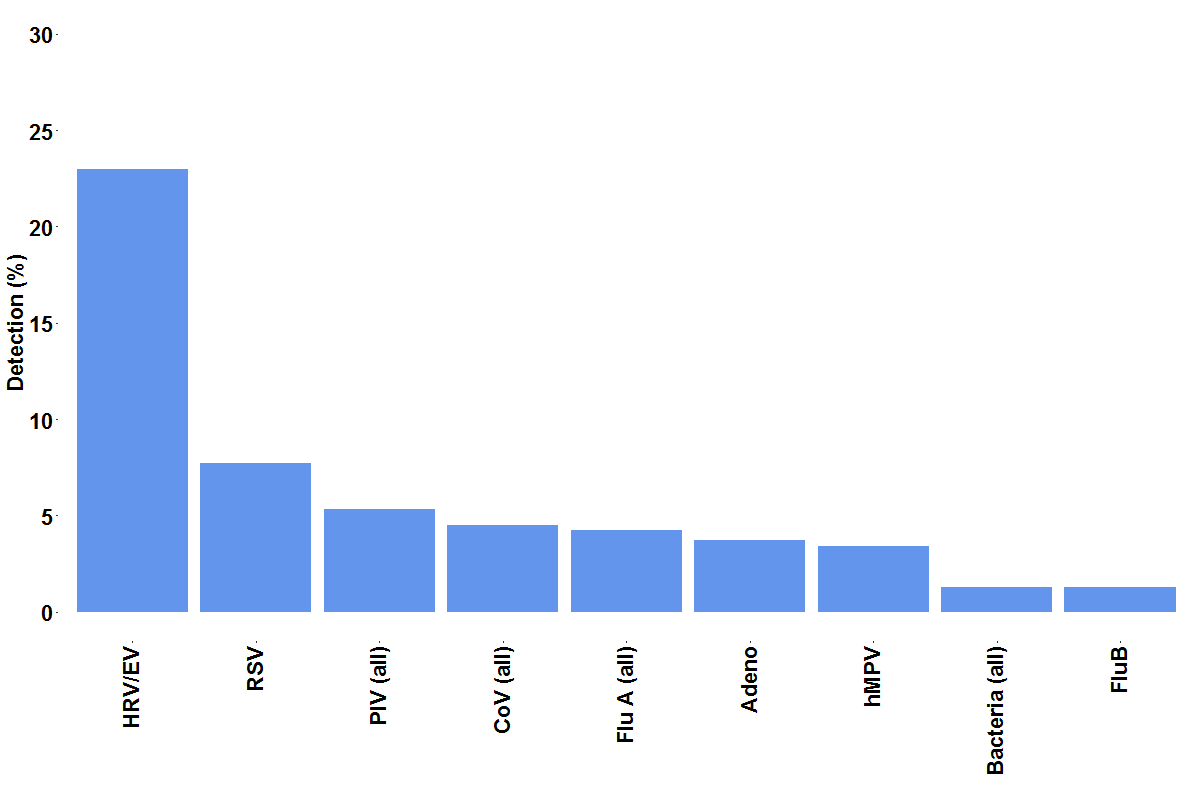 30
25
20
15
10
5
0
Detection (%)
HRV/EV
RSV
PIV (all)
CoV (all)
Flu A (all)
Adeno
hMPV
Bacteria (all)
FluB